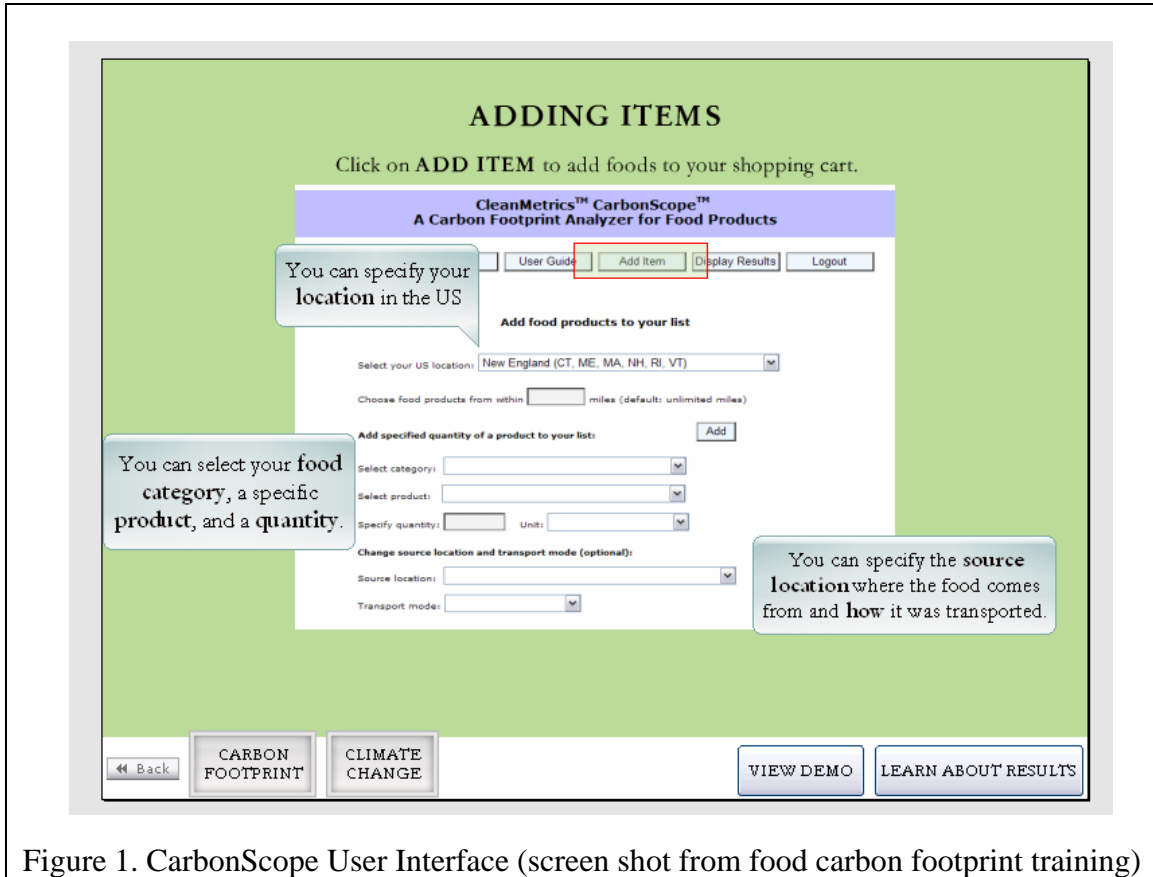 ADDING ITEMS
Click on ADD ITEM to add foods to your shopping cart.
CleanMetrics™ CarbonScope™
A Carbon Footprint Analyzer for Food Products
User Guide
Add Item
Display Results
Logout
You can specify your
location in the US
Add food products to your list
Select your US location: New England (CT, ME, MA, NH, RI, VT)
Choose food products from within miles (default: unlimited miles)
Add specified quantity of a product to your list:
Add
You can select your food
category, a specific
product, and a quantity.
Select category:
Select product:
Specify quantity: Unit:
Change source location and transport mode (optional):
Source location:
Transport mode:
You can specify the source
location where the food comes
from and how it was transported.
Back
CARBON
FOOTPRINT
CLIMATE
CHANGE
VIEW DEMO
LEARN ABOUT RESULTS
Figure 1. CarbonScope User Interface (screen shot from food carbon footprint training)